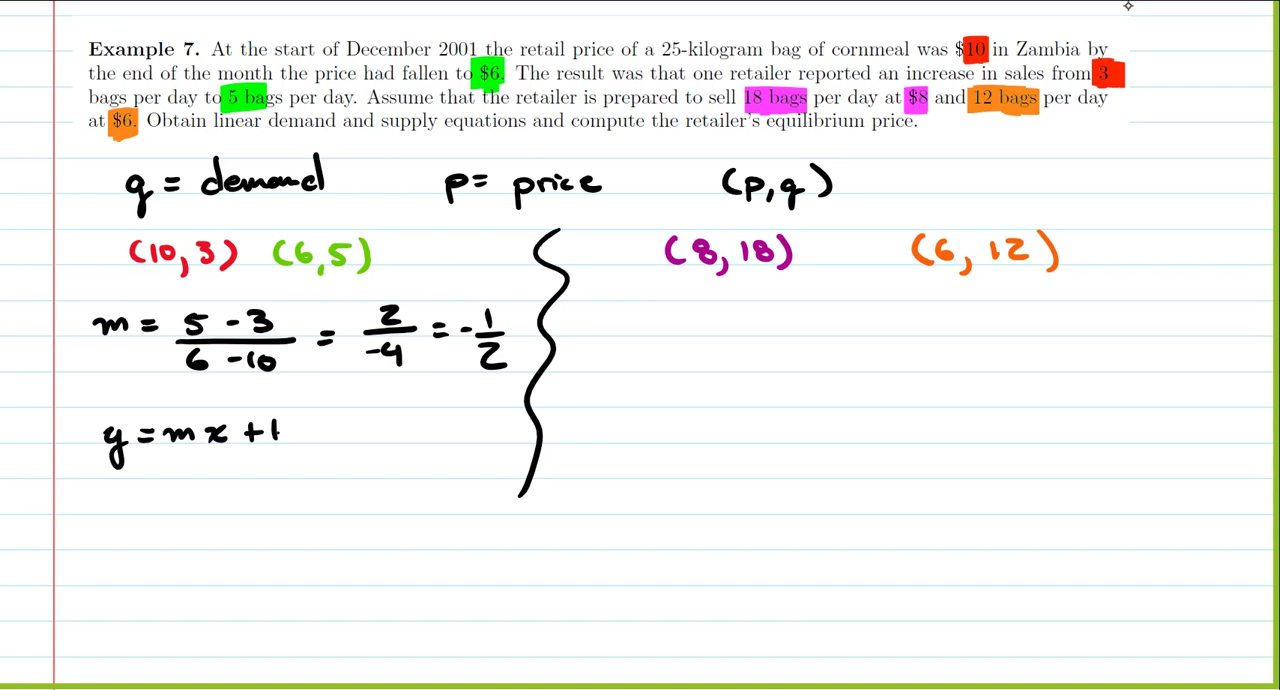 Example 7. At the start of December 2001 the retail price of a 25-kilogram bag of cornmeal was $10 in Zambia by
the end of the month the price had fallen to $6. The result was that one retailer reported an increase in sales from 3
bags per day to 5 bags per day. Assume that the retailer is prepared to sell 18 bags per day at $8 and 12 bags per day
at $6. Obtain linear demand and supply equations and compute the retailer's equilibrium price.
q = demand p = price (p,q)
(10,3) (6,5) (8,18) (6,12)
m = 5 - 3 / 6 - 10 = 2 / -4 = - 1 / 2
y = mx + l